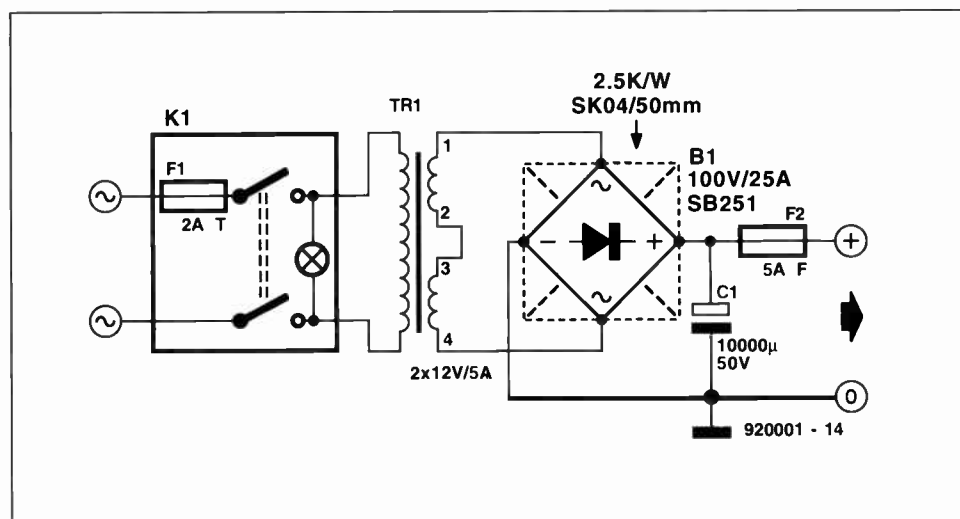 2.5K/W
SK04/50mm
TR1
K1
F1
2A T
1
2
3
4
2x12V/5A
~
~
~
~
B1
100V/25A
SB251
− +
F2
5A F
+
C1
10000µ
50V
0
920001 - 14